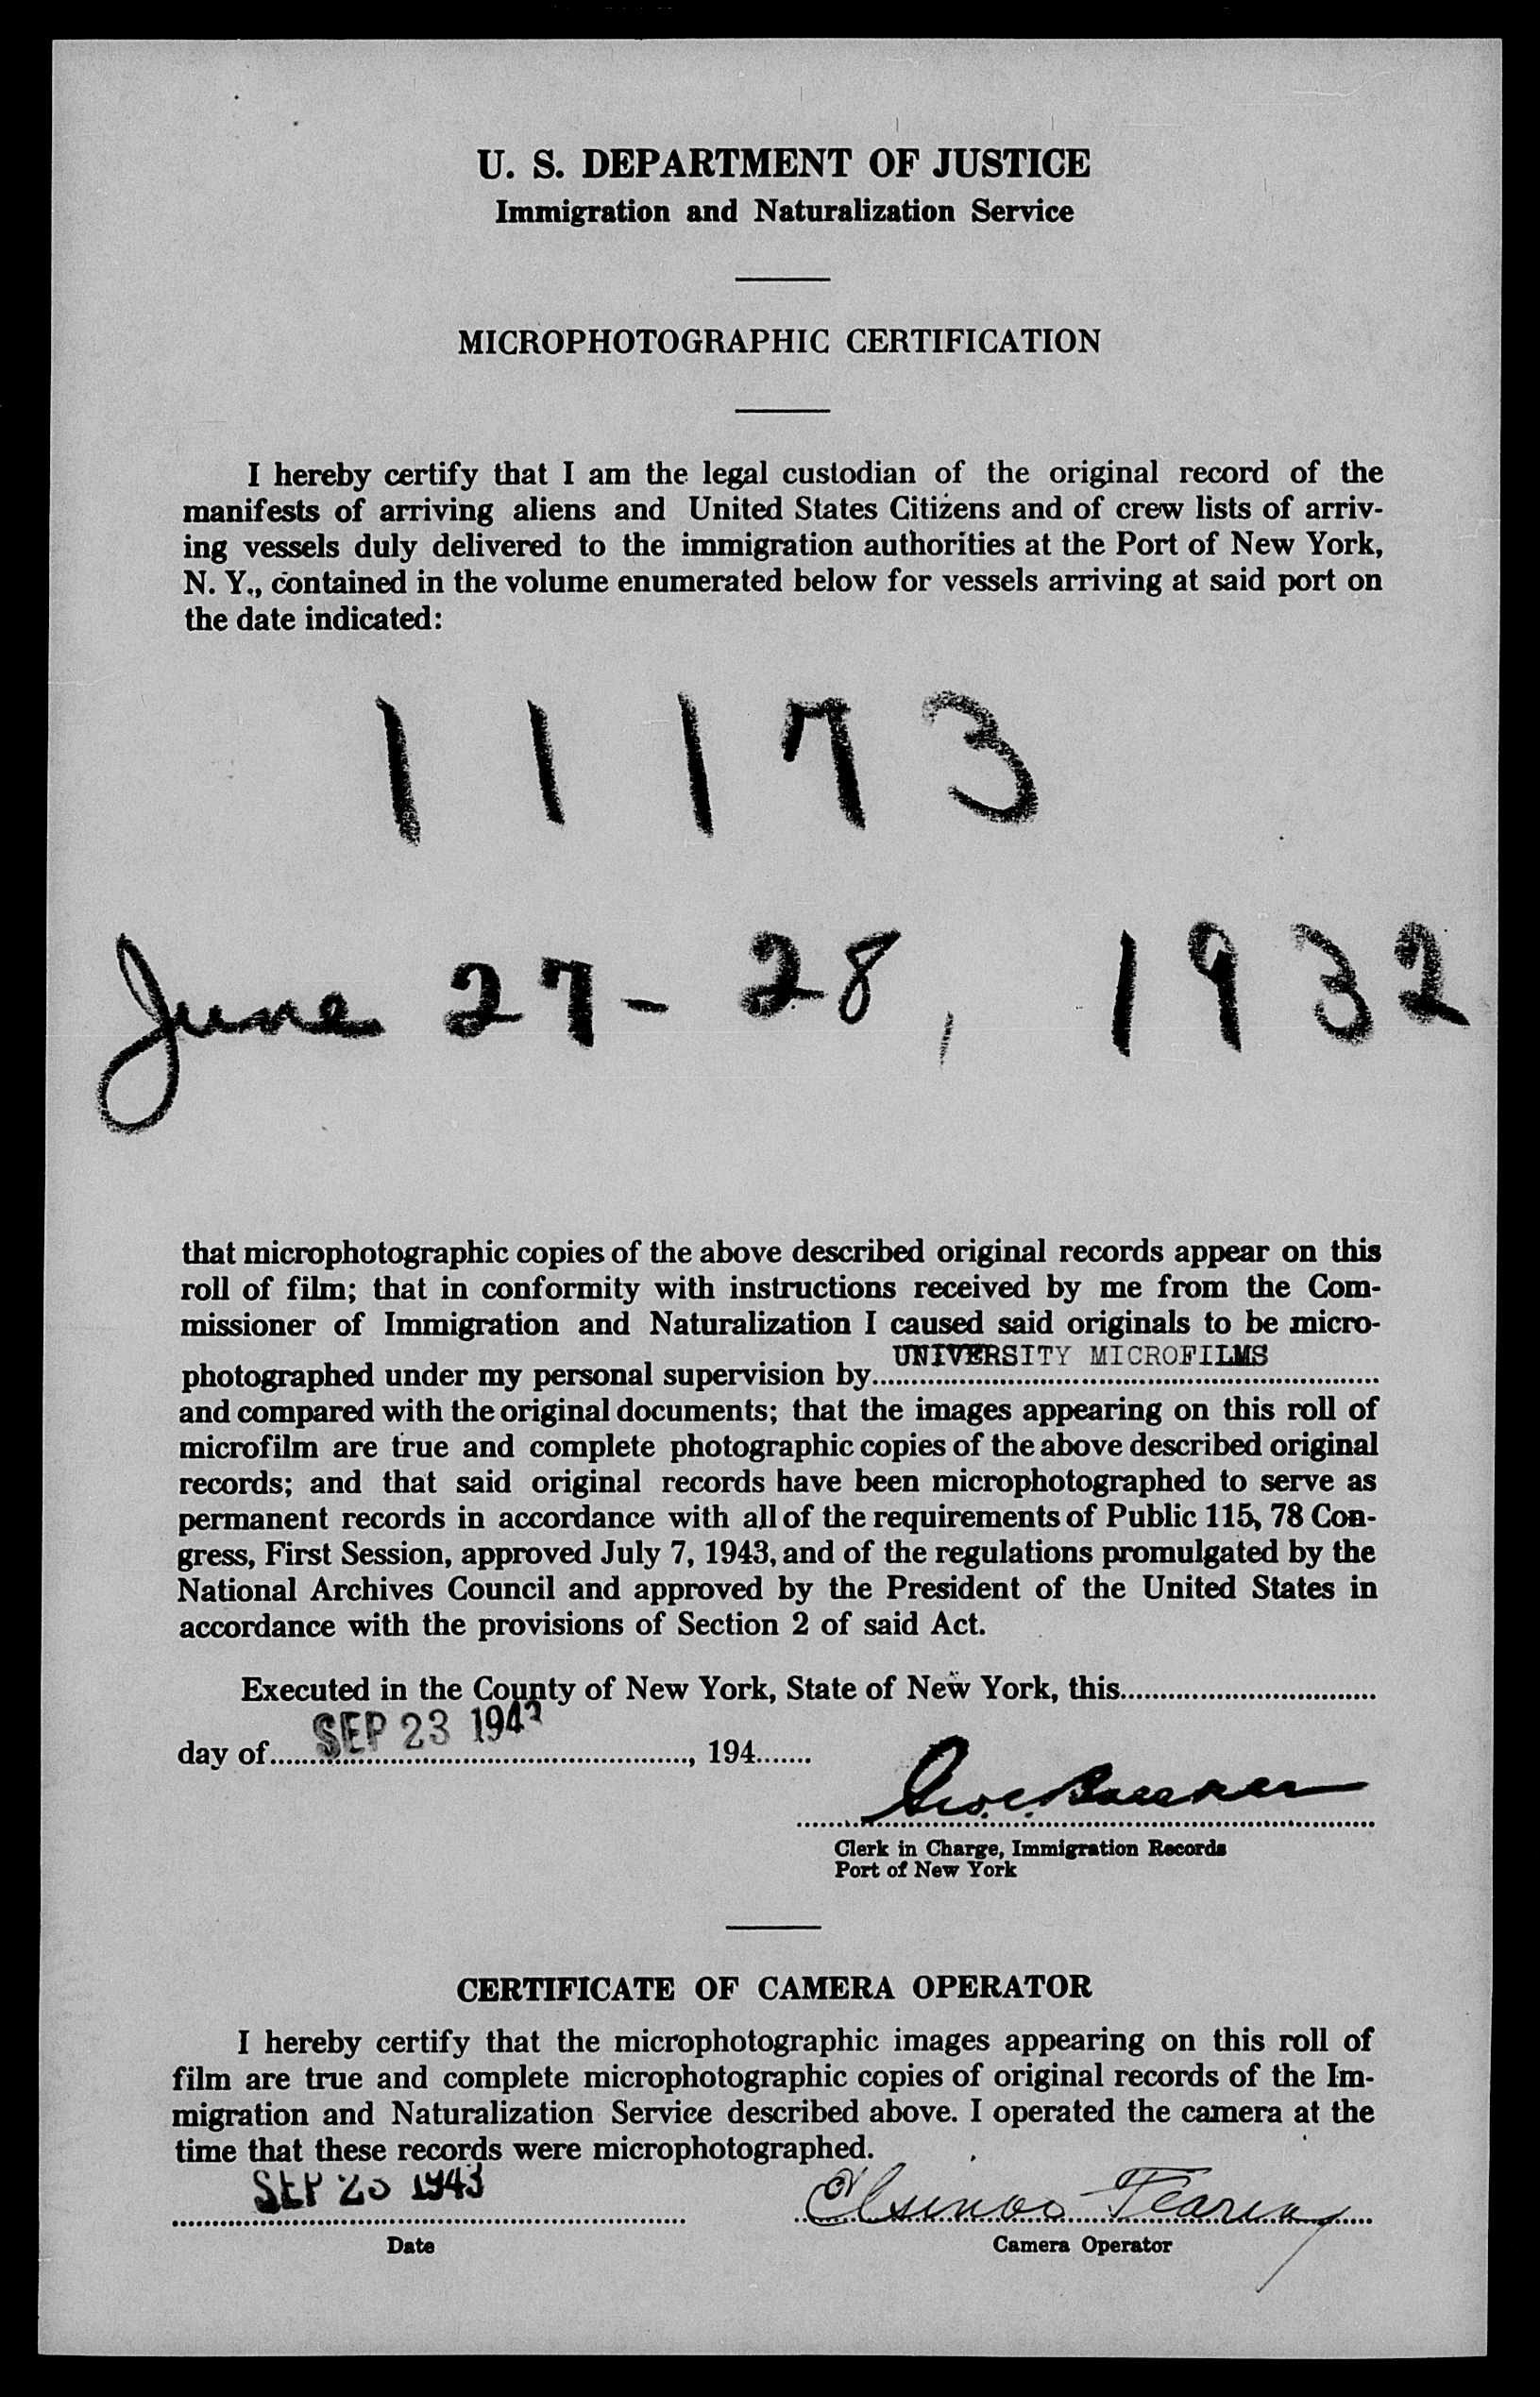 U. S. DEPARTMENT OF JUSTICE
Immigration and Naturalization Service
MICROPHOTOGRAPHIC CERTIFICATION
I hereby certify that I am the legal custodian of the original record of the
manifests of arriving aliens and United States Citizens and of crew lists of arriv-
ing vessels duly delivered to the immigration authorities at the Port of New York,
N. Y., contained in the volume enumerated below for vessels arriving at said port on
the date indicated:
11173
June 27-28, 1932
that microphotographic copies of the above described original records appear on this
roll of film; that in conformity with instructions received by me from the Com-
missioner of Immigration and Naturalization I caused said originals to be micro-
photographed under my personal supervision by UNIVERSITY MICROFILMS
and compared with the original documents; that the images appearing on this roll of
microfilm are true and complete photographic copies of the above described original
records; and that said original records have been microphotographed to serve as
permanent records in accordance with all of the requirements of Public 115, 78 Con-
gress, First Session, approved July 7, 1943, and of the regulations promulgated by the
National Archives Council and approved by the President of the United States in
accordance with the provisions of Section 2 of said Act.
Executed in the County of New York, State of New York, this
day of SEP 23 1943, 194
Clerk in Charge, Immigration Records
Port of New York
CERTIFICATE OF CAMERA OPERATOR
I hereby certify that the microphotographic images appearing on this roll of
film are true and complete microphotographic copies of original records of the Im-
migration and Naturalization Service described above. I operated the camera at the
time that these records were microphotographed.
SEP 1943
Date
Camera Operator